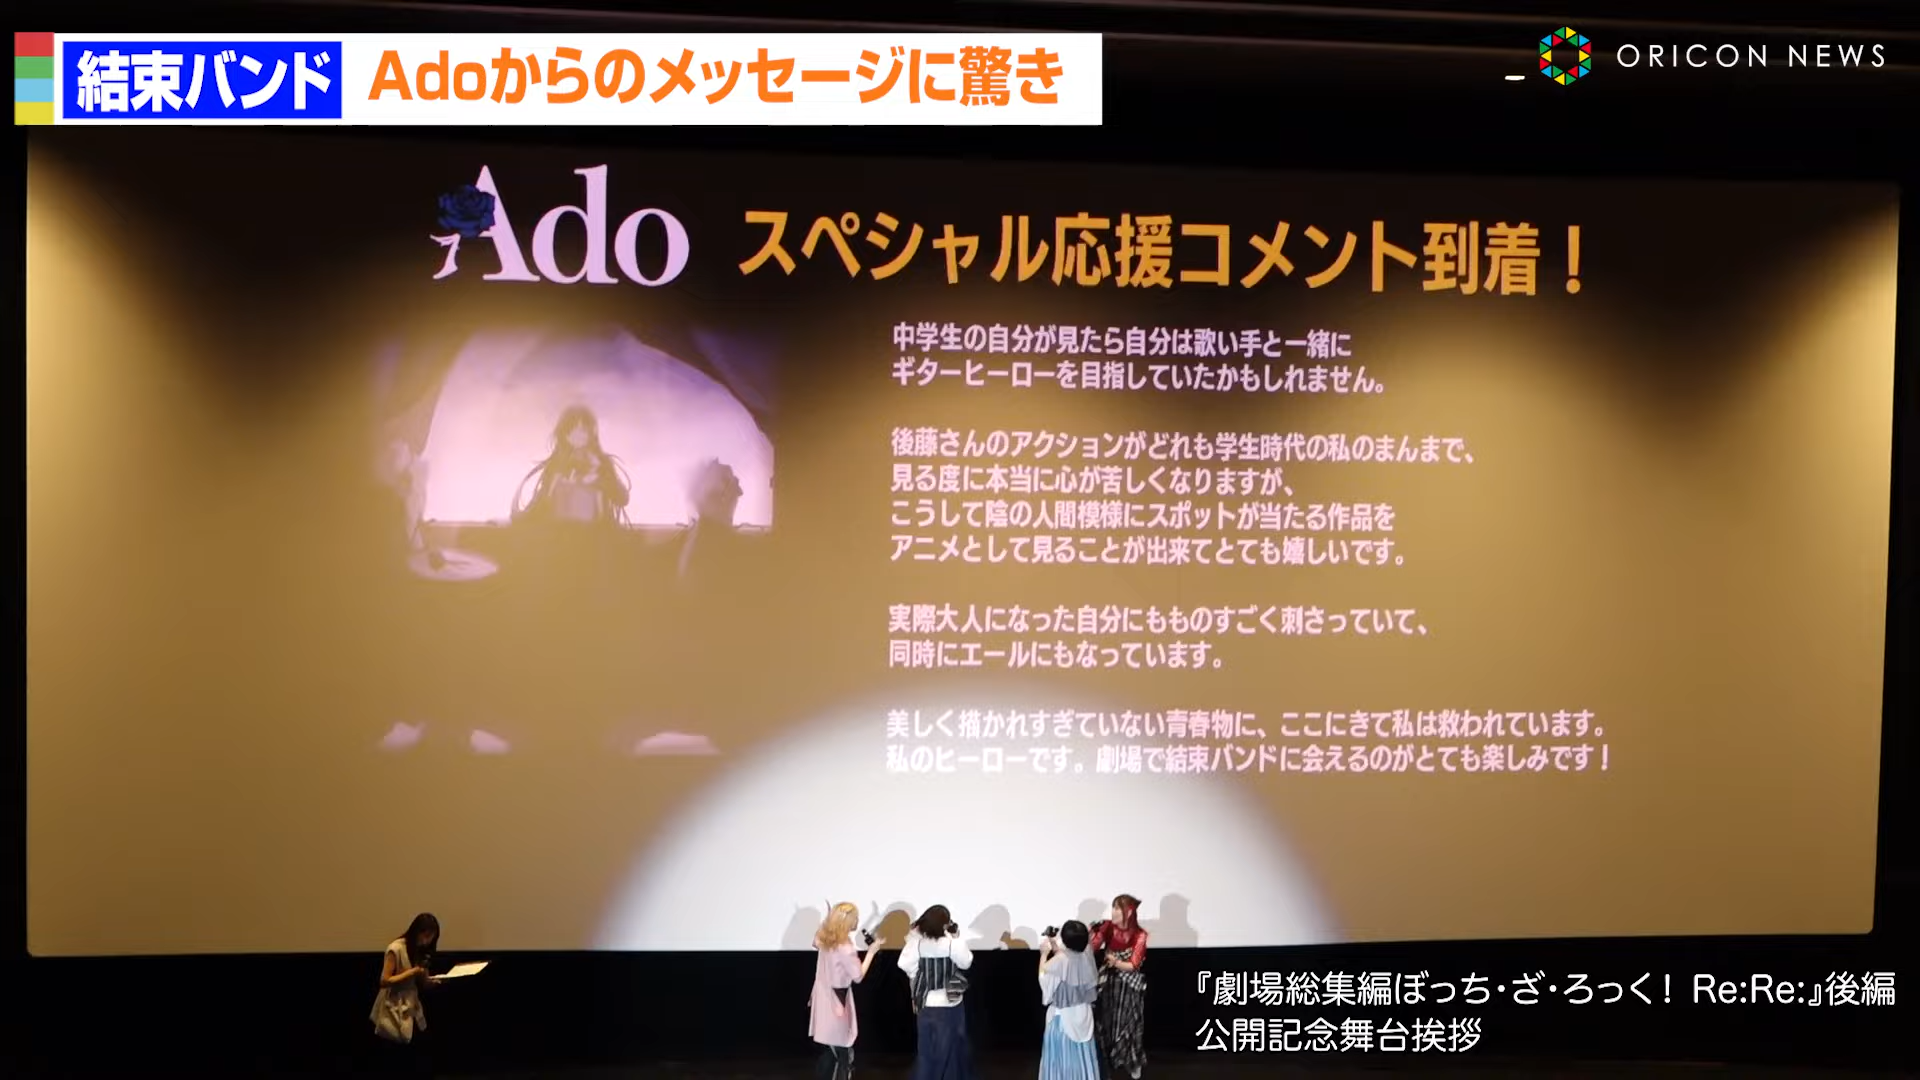 結束バンド Adoからのメッセージに驚き
ORICON NEWS
Ado スペシャル応援コメント到着！
中学生の自分が見たら自分は歌い手と一緒に
ギターヒーローを目指していたかもしれません。
後藤さんのアクションがどれも学生時代の私のまんまで、
見る度に本当に心が苦しくなりますが、
こうして陰の人間模様にスポットが当たる作品を
アニメとして見ることが出来てとても嬉しいです。
実際大人になった自分にもものすごく刺さっていて、
同時にエールにもなっています。
美しく描かれすぎていない青春物に、ここにきて私は救われています。
私のヒーローです。劇場で結束バンドに会えるのがとても楽しみです！
『劇場総集編ぼっち・ざ・ろっく！ Re:Re:』後編
公開記念舞台挨拶